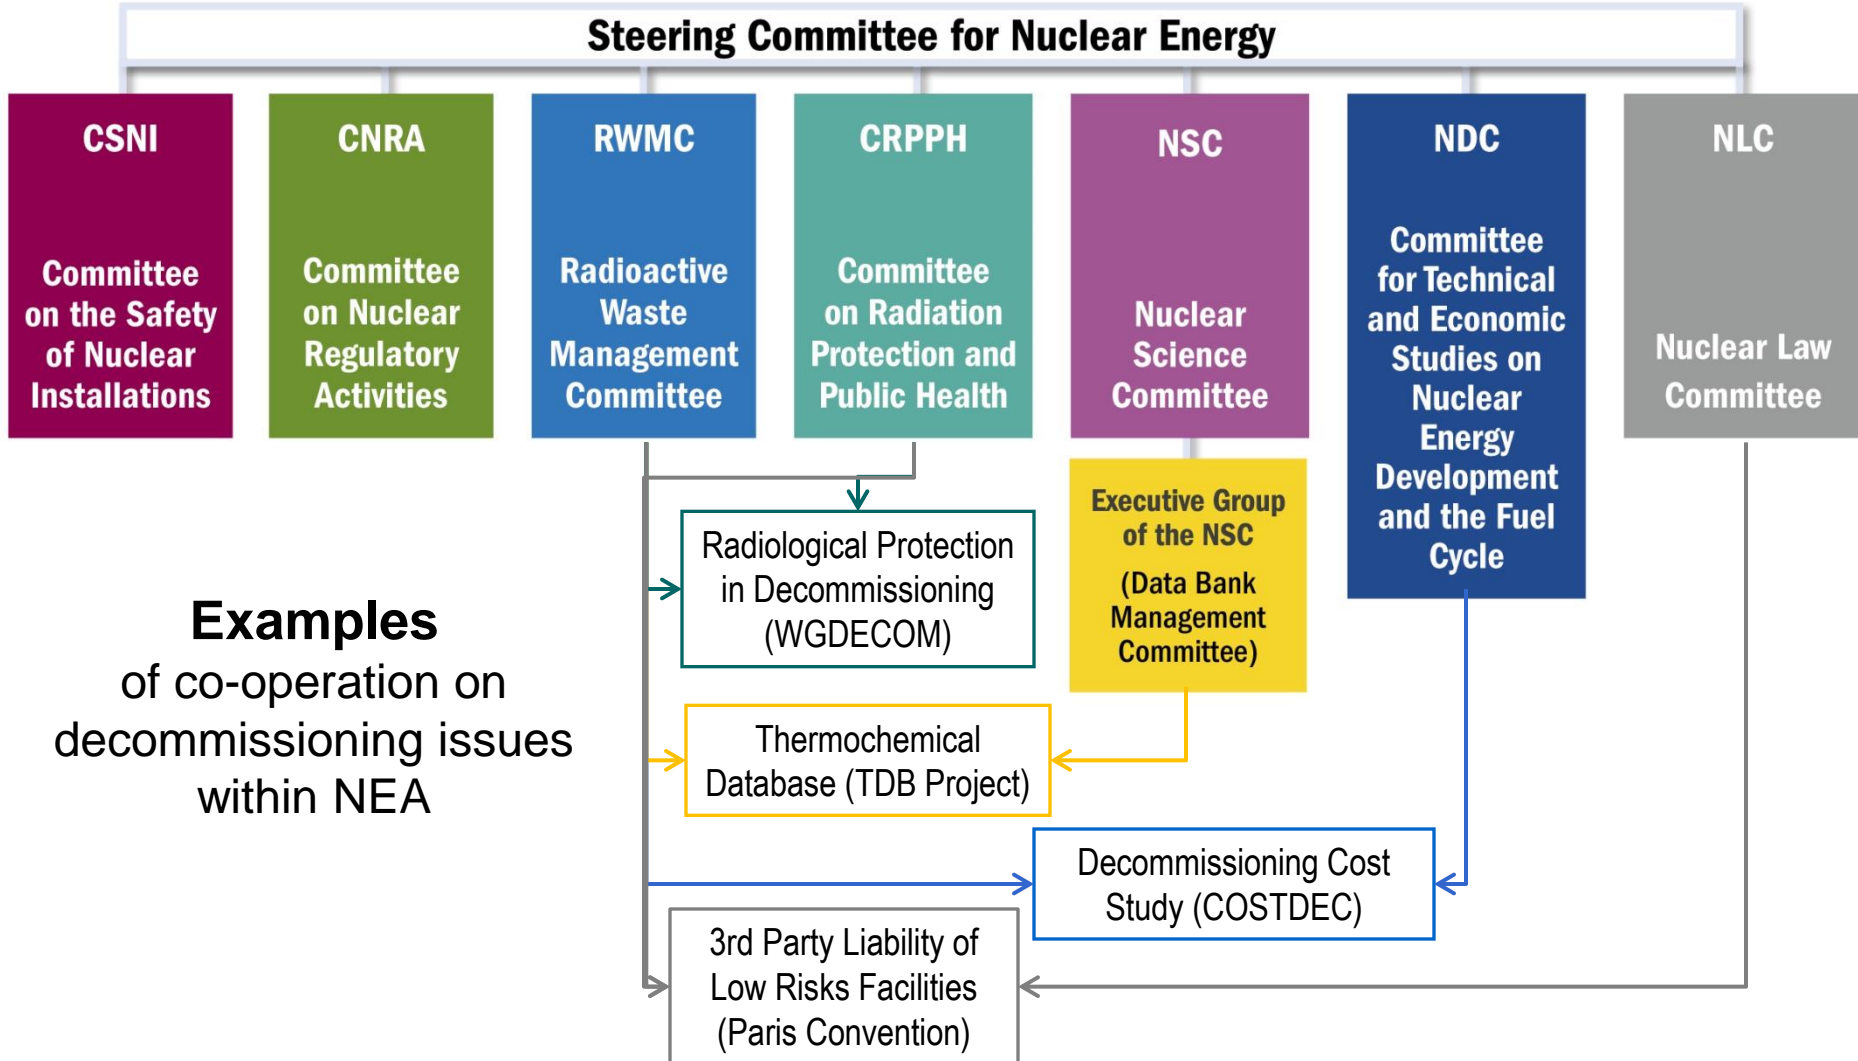 Steering Committee for Nuclear Energy
CSNI
Committee
on the Safety
of Nuclear
Installations
CNRA
Committee
on Nuclear
Regulatory
Activities
RWMC
Radioactive
Waste
Management
Committee
CRPPH
Committee
on Radiation
Protection and
Public Health
NSC
Nuclear
Science
Committee
NDC
Committee
for Technical
and Economic
Studies on
Nuclear
Energy
Development
and the Fuel
Cycle
NLC
Nuclear Law
Committee
Executive Group
of the NSC
(Data Bank
Management
Committee)
Radiological Protection
in Decommissioning
(WGDECOM)
Examples
of co-operation on
decommissioning issues
within NEA
Thermochemical
Database (TDB Project)
Decommissioning Cost
Study (COSTDEC)
3rd Party Liability of
Low Risks Facilities
(Paris Convention)